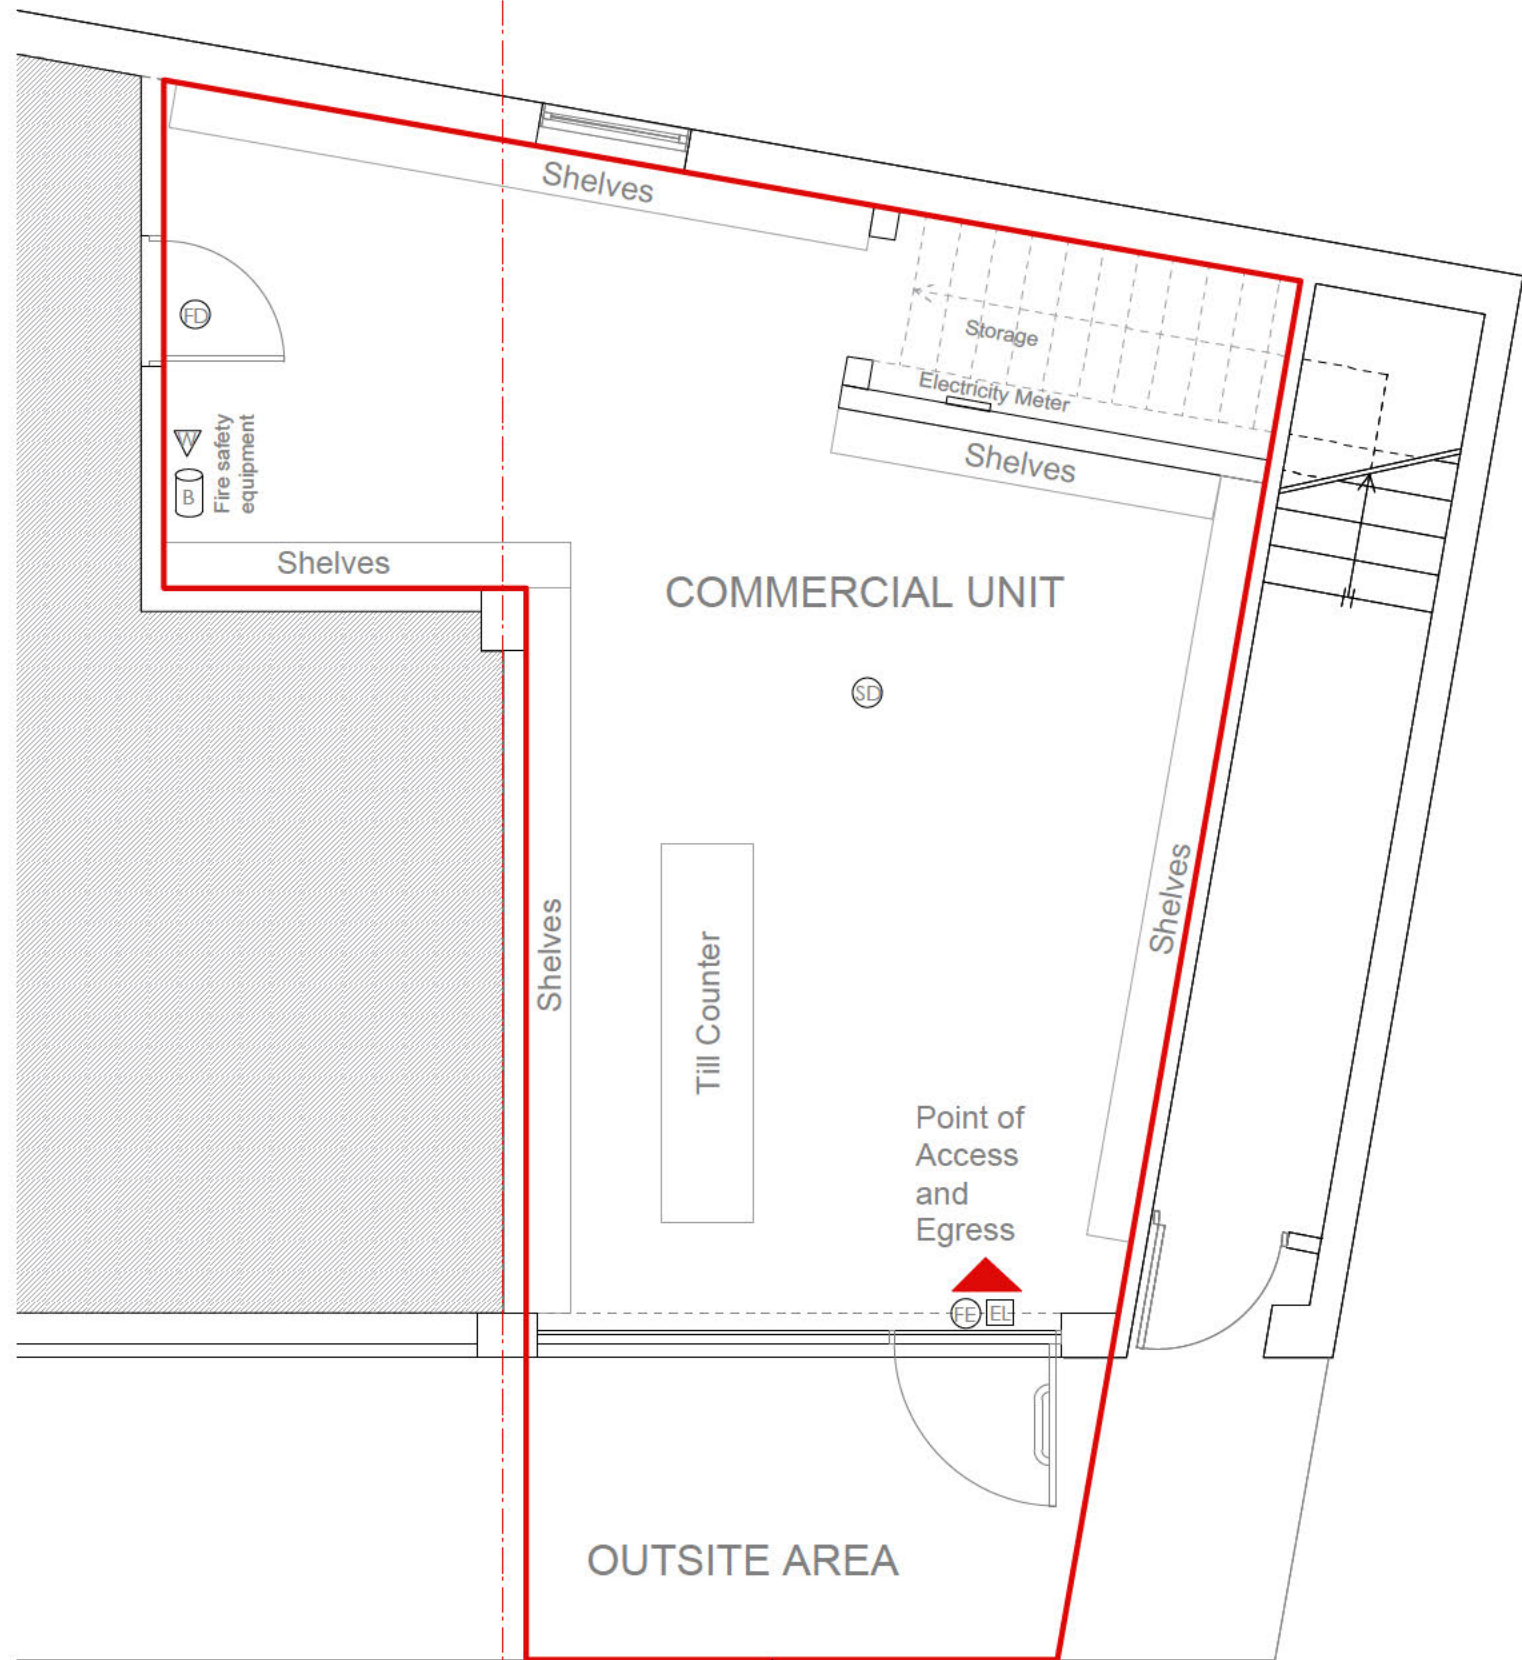 Shelves
FD
Storage
Electricity Meter
Shelves
W
Fire safety
equipment
B
Shelves
COMMERCIAL UNIT
SD
Shelves
Shelves
Till Counter
Point of
Access
and
Egress
FE
EL
OUTSITE AREA